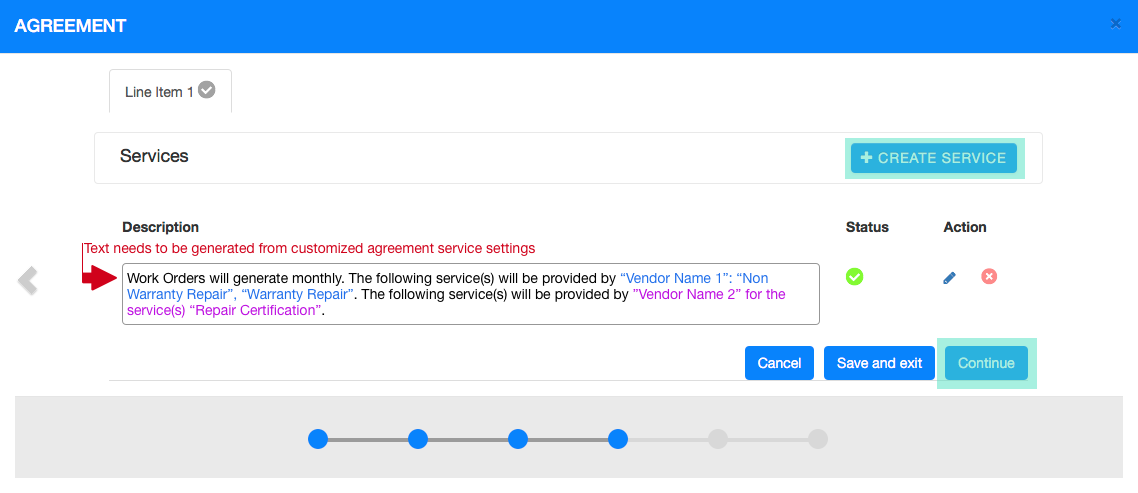 AGREEMENT
×
Line Item 1
Services
+ CREATE SERVICE
Description
Status
Action
Text needs to be generated from customized agreement service settings
Work Orders will generate monthly. The following service(s) will be provided by “Vendor Name 1”: “Non
Warranty Repair”, “Warranty Repair”. The following service(s) will be provided by ”Vendor Name 2” for the
service(s) “Repair Certification”.
Cancel
Save and exit
Continue